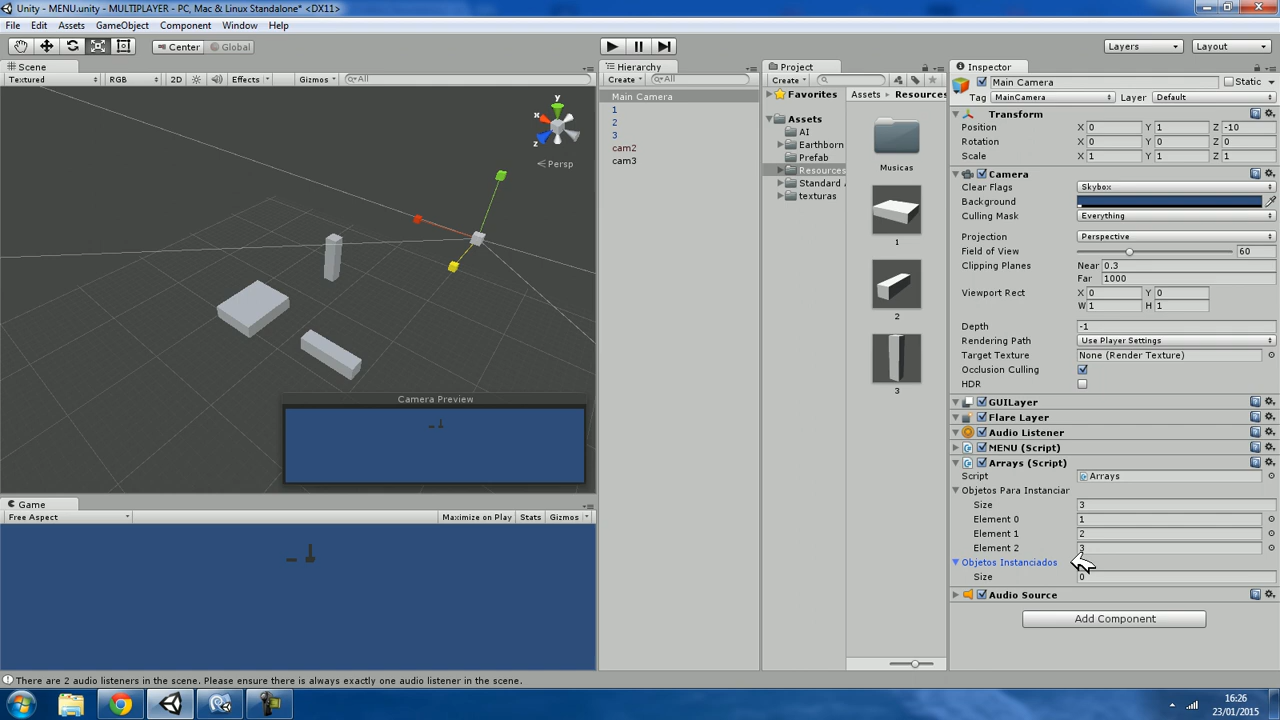 Unity - MENU.unity - MULTIPLAYER - PC, Mac & Linux Standalone* <DX11>
File Edit Assets GameObject Component Window Help
Center Global Layers Layout
Scene
Textured RGB 2D Effects Gizmos All
y
x
z
Persp
Camera Preview
Game
Free Aspect Maximize on Play Stats Gizmos
Hierarchy
Create All
Main Camera
1
2
3
cam2
cam3
Project
Create
Favorites
Assets
AI
Earthborn
Prefab
Resources
Standard
texturas
Assets Resources
Musicas
1
2
3
Inspector
Main Camera Static
Tag MainCamera Layer Default
Transform
Position X 0 Y 1 Z -10
Rotation X 0 Y 0 Z 0
Scale X 1 Y 1 Z 1
Camera
Clear Flags Skybox
Background
Culling Mask Everything
Projection Perspective
Field of View 60
Clipping Planes Near 0.3
Far 1000
Viewport Rect X 0 Y 0
W 1 H 1
Depth -1
Rendering Path Use Player Settings
Target Texture None (Render Texture)
Occlusion Culling
HDR
GUILayer
Flare Layer
Audio Listener
MENU (Script)
Arrays (Script)
Script Arrays
Objetos Para Instanciar
Size 3
Element 0 1
Element 1 2
Element 2 3
Objetos Instanciados
Size 0
Audio Source
Add Component
There are 2 audio listeners in the scene. Please ensure there is always exactly one audio listener in the scene.
16:26
23/01/2015